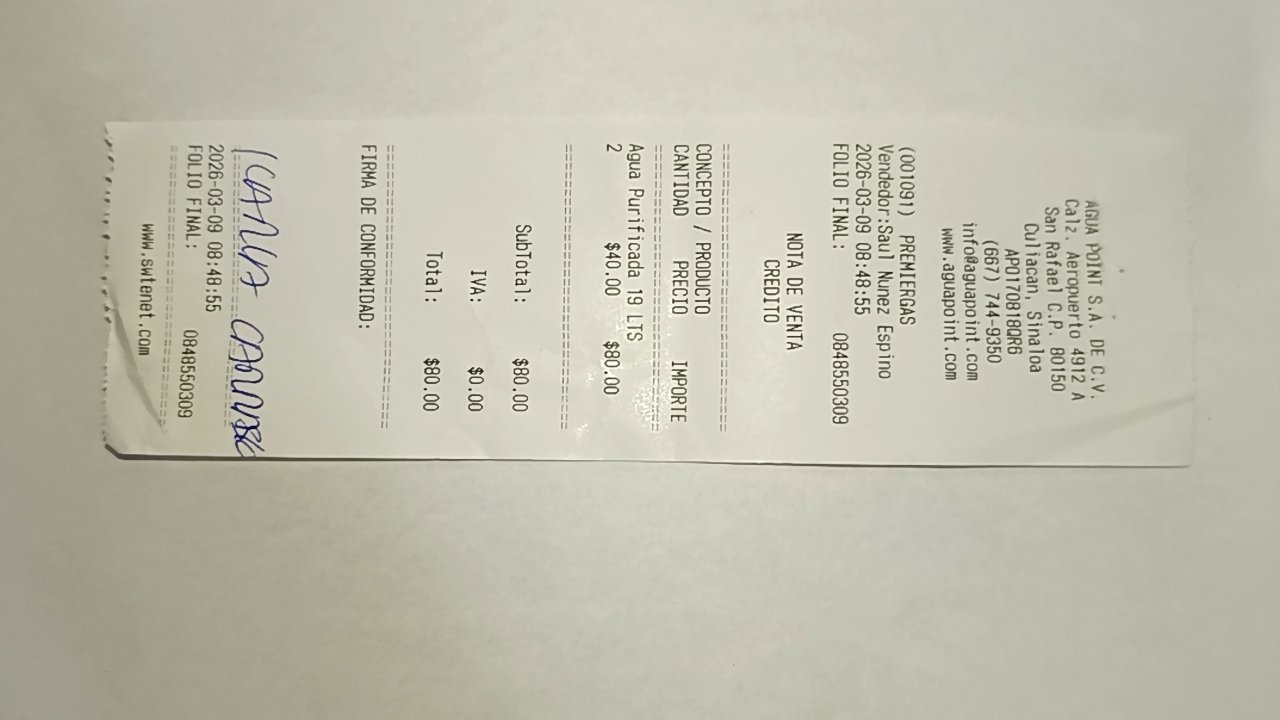 AGUA POINT S.A. DE C.V.
Calz. Aeropuerto 4912 A
San Rafael C.P. 80150
Culiacan, Sinaloa
APO170818QR6
(667) 744-9350
info@aguapoint.com
www.aguapoint.com
(001091) PREMIERGAS
Vendedor:Saul Nunez Espino
2026-03-09 08:48:55
FOLIO FINAL: 0848550309
NOTA DE VENTA
CREDITO
================================
CONCEPTO / PRODUCTO
CANTIDAD PRECIO IMPORTE
================================
Agua Purificada 19 LTS
2 $40.00 $80.00
================================
SubTotal: $80.00
IVA: $0.00
Total: $80.00
================================
FIRMA DE CONFORMIDAD:
================================
2026-03-09 08:48:55
FOLIO FINAL: 0848550309
================================
www.swtenet.com